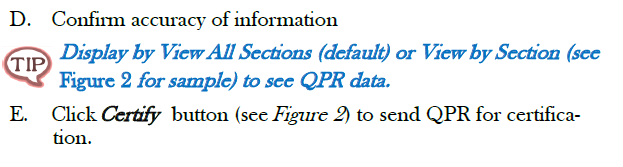 D. Confirm accuracy of information
TIP Display by View All Sections (default) or View by Section (see
Figure 2 for sample) to see QPR data.
E. Click Certify button (see Figure 2) to send QPR for certifica-
tion.